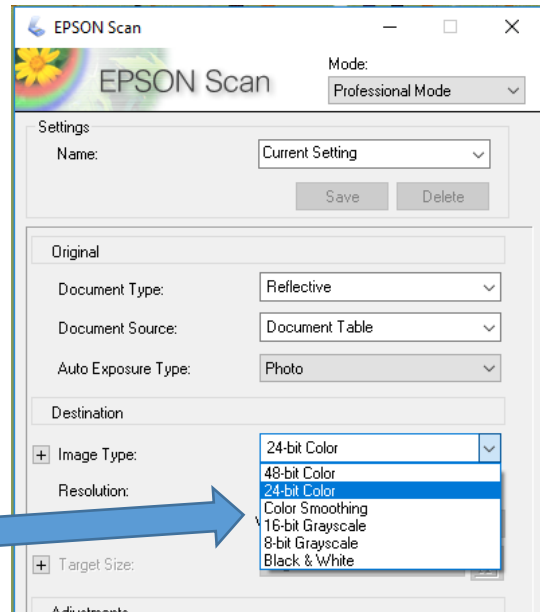 EPSON Scan
EPSON Scan
Mode:
Professional Mode
Settings
Name:
Current Setting
Save
Delete
Original
Document Type:
Reflective
Document Source:
Document Table
Auto Exposure Type:
Photo
Destination
Image Type:
24-bit Color
48-bit Color
24-bit Color
Resolution:
Color Smoothing
16-bit Grayscale
8-bit Grayscale
Black & White
Target Size:
Adjustments